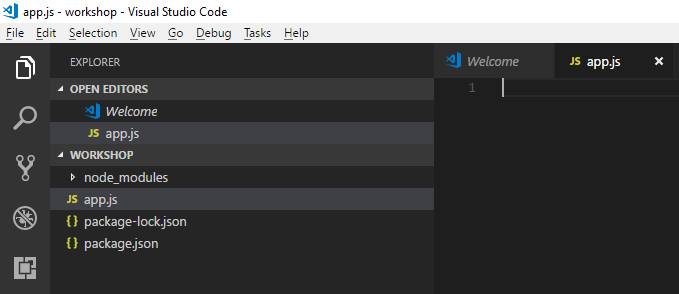 app.js - workshop - Visual Studio Code
File Edit Selection View Go Debug Tasks Help
EXPLORER
OPEN EDITORS
Welcome
JS app.js
WORKSHOP
node_modules
JS app.js
{ } package-lock.json
{ } package.json
Welcome JS app.js
1